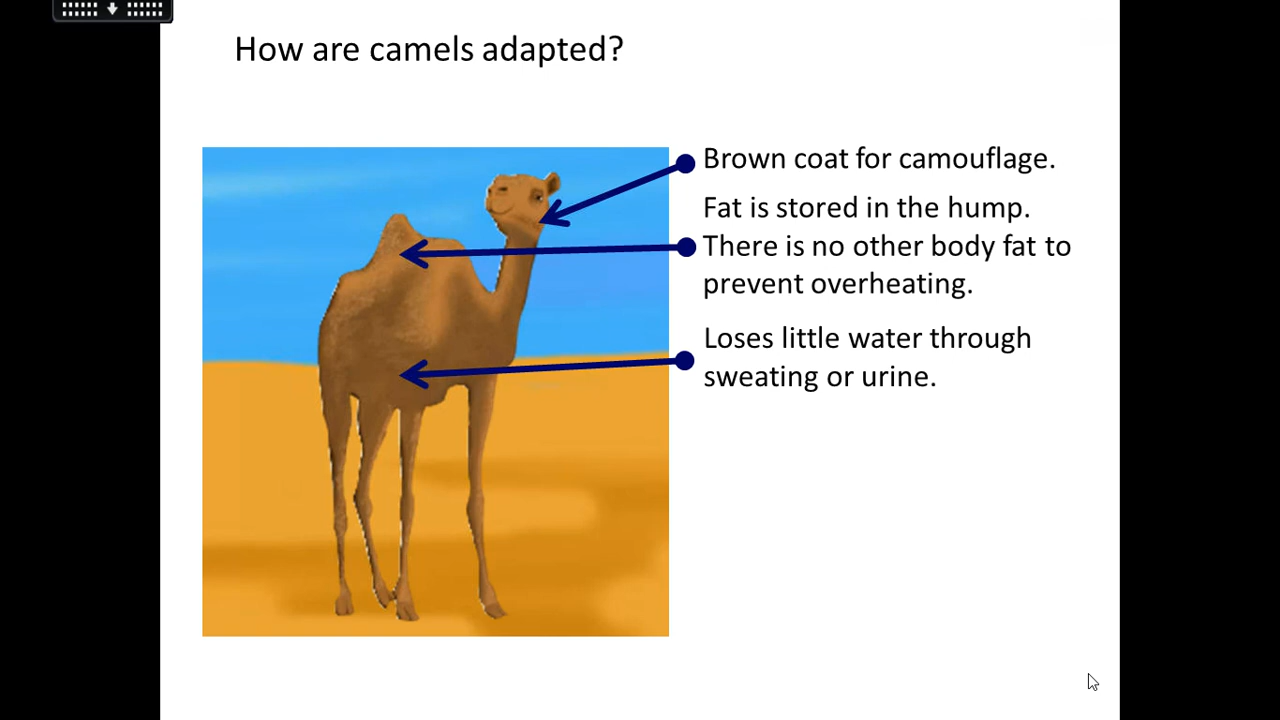 How are camels adapted?
Brown coat for camouflage.
Fat is stored in the hump.
There is no other body fat to
prevent overheating.
Loses little water through
sweating or urine.